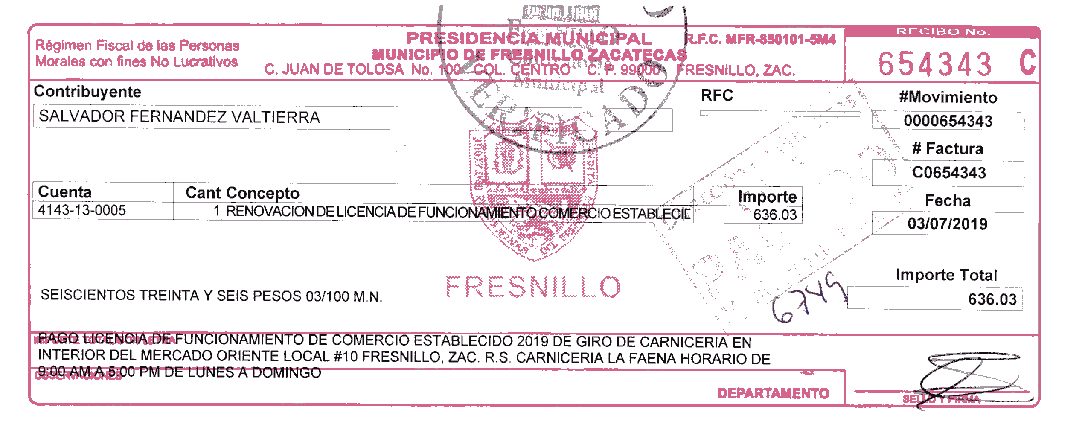 RECIBO No.
PRESIDENCIA MUNICIPAL
R.F.C. MFR-850101-5M4
Régimen Fiscal de las Personas
Morales con fines No Lucrativos
MUNICIPIO DE FRESNILLO ZACATECAS
C. JUAN DE TOLOSA No. 100 COL. CENTRO C. P. 99000 FRESNILLO, ZAC.
654343 C
Municipal
Contribuyente
RFC
#Movimiento
SALVADOR FERNANDEZ VALTIERRA
0000654343
# Factura
C0654343
Cuenta
Cant Concepto
Importe
Fecha
4143-13-0005
1 RENOVACION DE LICENCIA DE FUNCIONAMIENTO COMERCIO ESTABLECIE
636.03
03/07/2019
FRESNILLO
Importe Total
SEISCIENTOS TREINTA Y SEIS PESOS 03/100 M.N.
6749
636.03
PAGO LICENCIA DE FUNCIONAMIENTO DE COMERCIO ESTABLECIDO 2019 DE GIRO DE CARNICERIA EN
INTERIOR DEL MERCADO ORIENTE LOCAL #10 FRESNILLO, ZAC. R.S. CARNICERIA LA FAENA HORARIO DE
9:00 AM A 5:00 PM DE LUNES A DOMINGO
OBSERVACIONES
DEPARTAMENTO
SELLO Y FIRMA